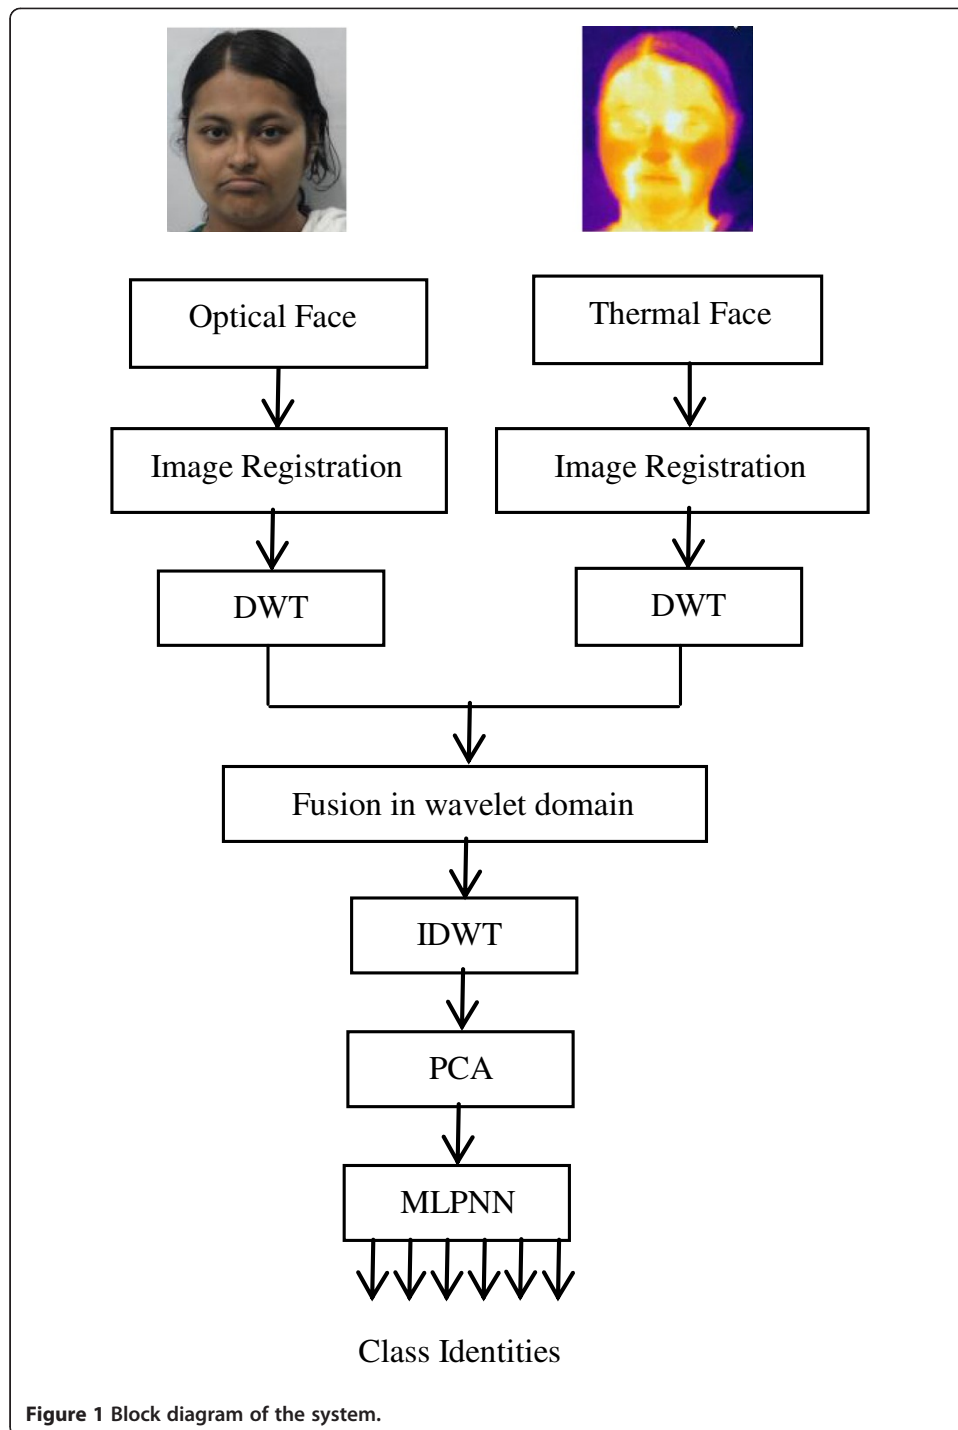 Optical Face
Thermal Face
Image Registration
Image Registration
DWT
DWT
Fusion in wavelet domain
IDWT
PCA
MLPNN
Class Identities
Figure 1 Block diagram of the system.